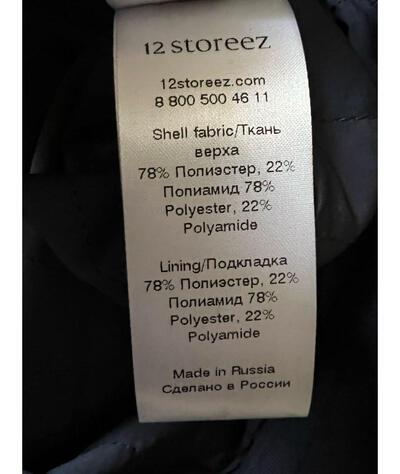 12 storeez
12storeez.com
8 800 500 46 11
Shell fabric/Ткань
верха
78% Полиэстер, 22%
Полиамид 78%
Polyester, 22%
Polyamide
Lining/Подкладка
78% Полиэстер, 22%
Полиамид 78%
Polyester, 22%
Polyamide
Made in Russia
Сделано в России